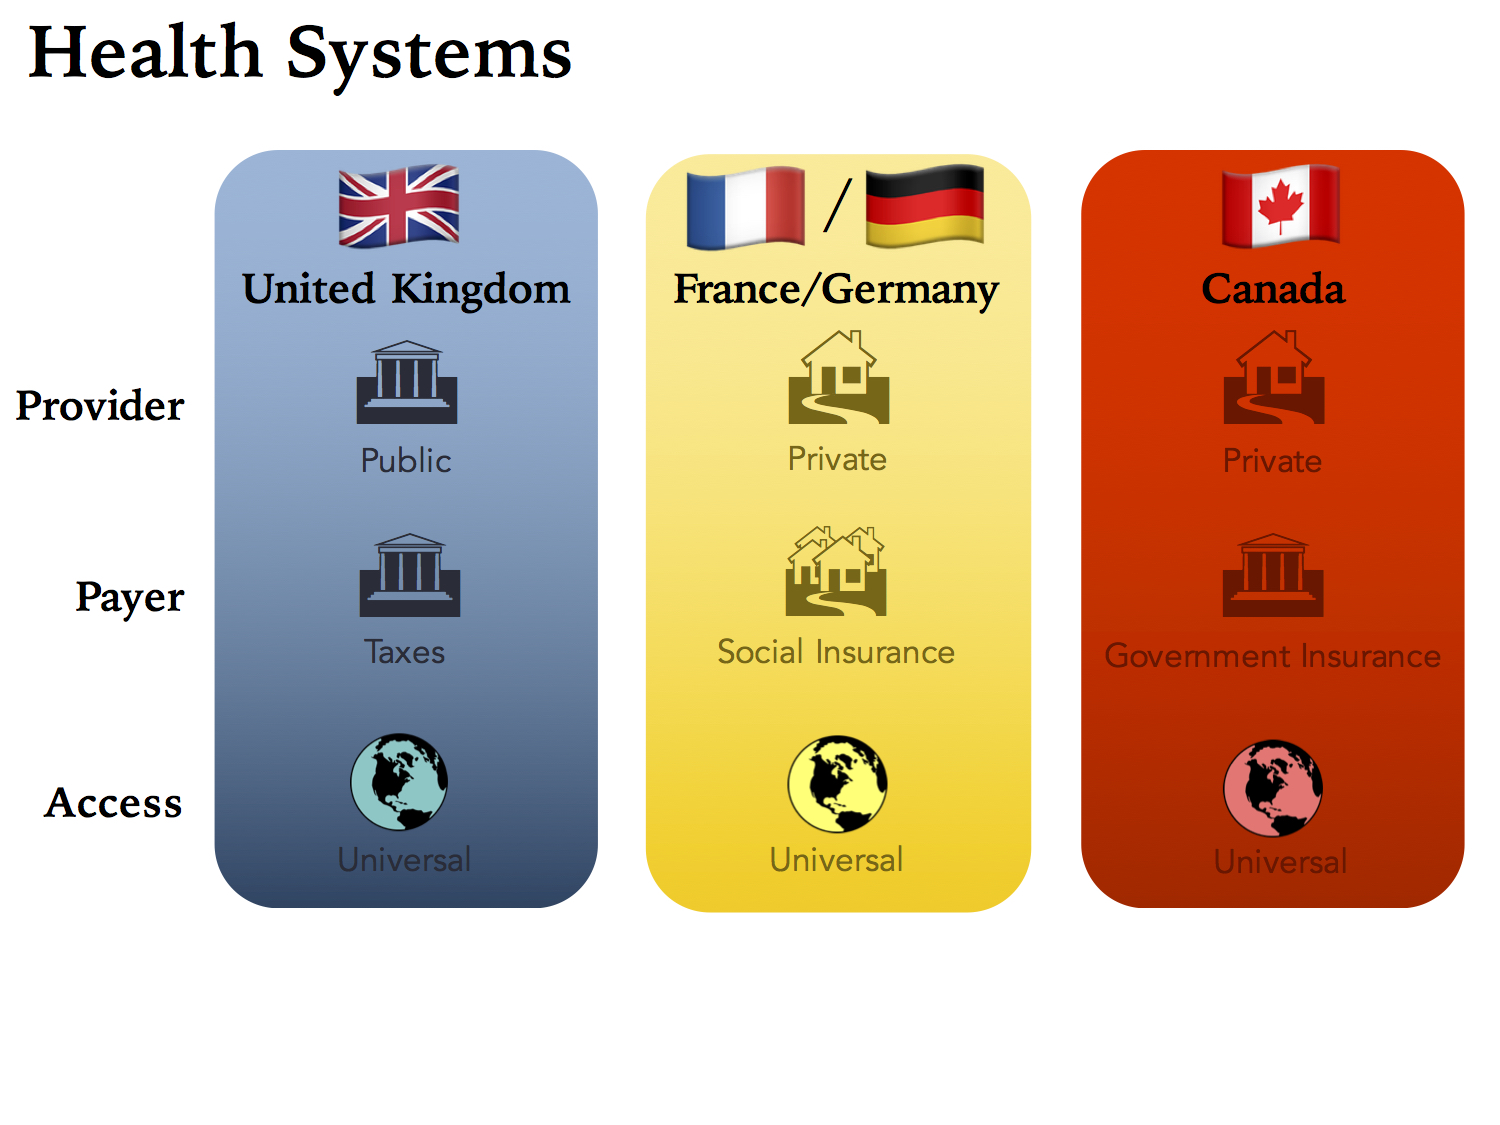 Health Systems
/
United Kingdom
France/Germany
Canada
Provider
Public
Private
Private
Payer
Taxes
Social Insurance
Government Insurance
Access
Universal
Universal
Universal